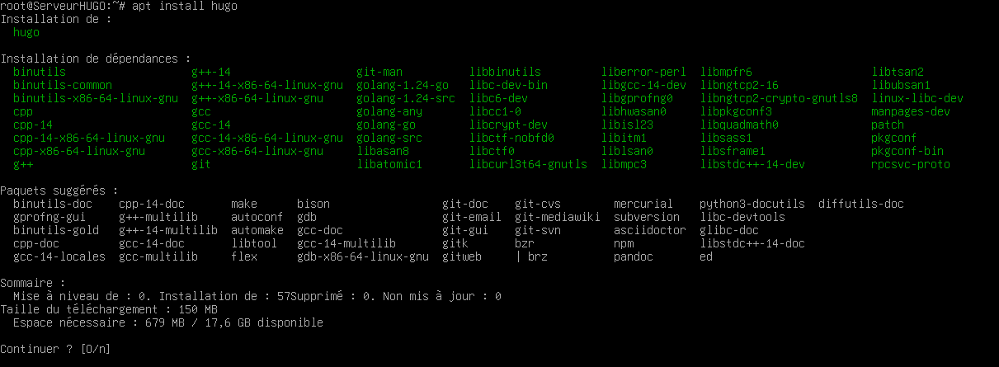 root@ServeurHUGO:~# apt install hugo
Installation de :
  hugo

Installation de dépendances :
  binutils                   g++-14                   git-man          libbinutils          liberror-perl   libmpfr6                  libtsan2
  binutils-common            g++-14-x86-64-linux-gnu  golang-1.24-go   libc-dev-bin         libgcc-14-dev   libngtcp2-16              libubsan1
  binutils-x86-64-linux-gnu  g++-x86-64-linux-gnu     golang-1.24-src  libc6-dev            libgprofng0     libngtcp2-crypto-gnutls8  linux-libc-dev
  cpp                        gcc                      golang-any       libcc1-0             libhwasan0      libpkgconf3               manpages-dev
  cpp-14                     gcc-14                   golang-go        libcrypt-dev         libisl23        libquadmath0              patch
  cpp-14-x86-64-linux-gnu    gcc-14-x86-64-linux-gnu  golang-src       libctf-nobfd0        libitm1         libsass1                  pkgconf
  cpp-x86-64-linux-gnu       gcc-x86-64-linux-gnu     libasan8         libctf0              liblsan0        libsframe1                pkgconf-bin
  g++                        git                      libatomic1       libcurl3t64-gnutls   libmpc3         libstdc++-14-dev          rpcsvc-proto

Paquets suggérés :
  binutils-doc    cpp-14-doc       make      bison                 git-doc    git-cvs        mercurial    python3-docutils  diffutils-doc
  gprofng-gui     g++-multilib     autoconf  gdb                   git-email  git-mediawiki  subversion   libc-devtools
  binutils-gold   g++-14-multilib  automake  gcc-doc               git-gui    git-svn        asciidoctor  glibc-doc
  cpp-doc         gcc-14-doc       libtool   gcc-14-multilib       gitk       bzr            npm          libstdc++-14-doc
  gcc-14-locales  gcc-multilib     flex      gdb-x86-64-linux-gnu  gitweb     | brz          pandoc       ed

Sommaire :
  Mise à niveau de : 0. Installation de : 57Supprimé : 0. Non mis à jour : 0
Taille du téléchargement : 150 MB
  Espace nécessaire : 679 MB / 17,6 GB disponible

Continuer ? [O/n]